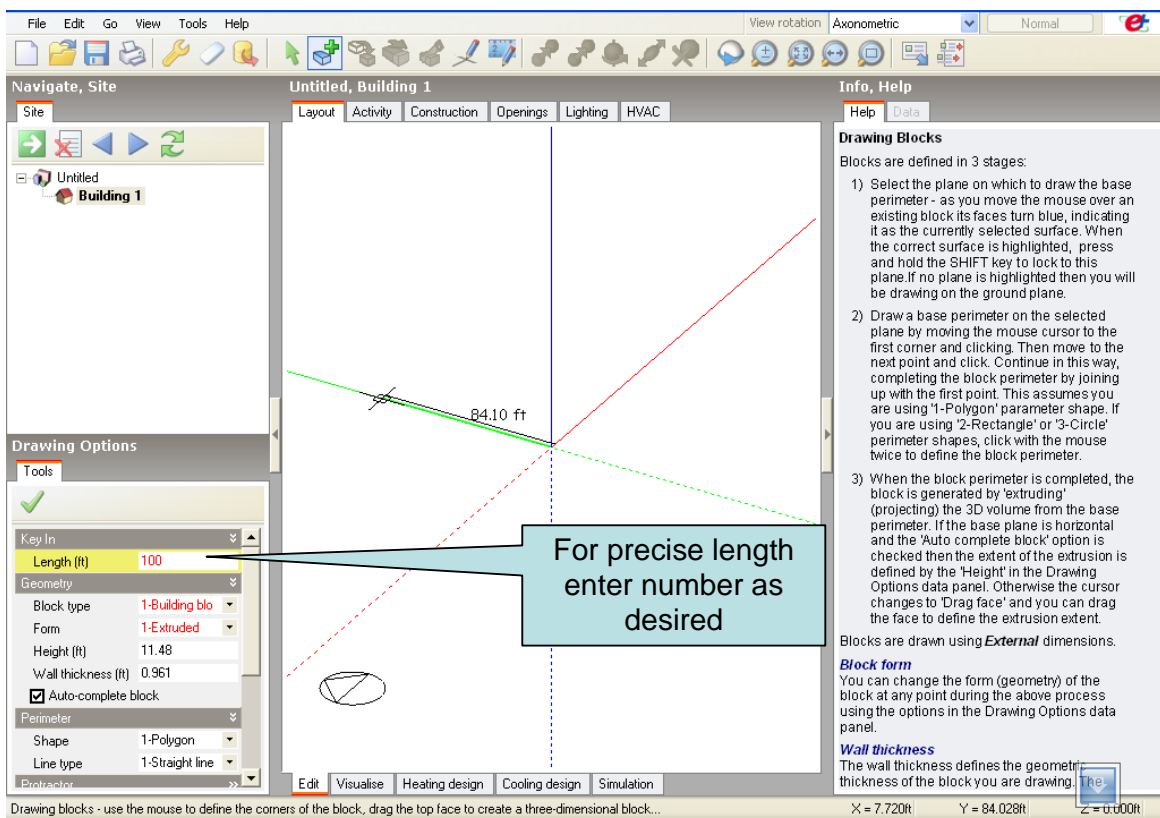 File Edit Go View Tools Help
View rotation Axonometric Normal
Navigate, Site
Site
Untitled
Building 1
Untitled, Building 1
Layout Activity Construction Openings Lighting HVAC
84.10 ft
For precise length
enter number as
desired
Edit Visualise Heating design Cooling design Simulation
Drawing Options
Tools
Key In
Length (ft) 100
Geometry
Block type 1-Building blo
Form 1-Extruded
Height (ft) 11.48
Wall thickness (ft) 0.961
Auto-complete block
Perimeter
Shape 1-Polygon
Line type 1-Straight line
Protractor
Info, Help
Help Data
Drawing Blocks
Blocks are defined in 3 stages:
1) Select the plane on which to draw the base
perimeter - as you move the mouse over an
existing block its faces turn blue, indicating
it as the currently selected surface. When
the correct surface is highlighted, press
and hold the SHIFT key to lock to this
plane.If no plane is highlighted then you will
be drawing on the ground plane.
2) Draw a base perimeter on the selected
plane by moving the mouse cursor to the
first corner and clicking. Then move to the
next point and click. Continue in this way,
completing the block perimeter by joining
up with the first point. This assumes you
are using '1-Polygon' parameter shape. If
you are using '2-Rectangle' or '3-Circle'
perimeter shapes, click with the mouse
twice to define the block perimeter.
3) When the block perimeter is completed, the
block is generated by 'extruding'
(projecting) the 3D volume from the base
perimeter. If the base plane is horizontal
and the 'Auto complete block' option is
checked then the extent of the extrusion is
defined by the 'Height' in the Drawing
Options data panel. Otherwise the cursor
changes to 'Drag face' and you can drag
the face to define the extrusion extent.
Blocks are drawn using External dimensions.
Block form
You can change the form (geometry) of the
block at any point during the above process
using the options in the Drawing Options data
panel.
Wall thickness
The wall thickness defines the geometric
thickness of the block you are drawing. The
Drawing blocks - use the mouse to define the corners of the block, drag the top face to create a three-dimensional block...
X = 7.720ft Y = 84.028ft Z = 0.000ft